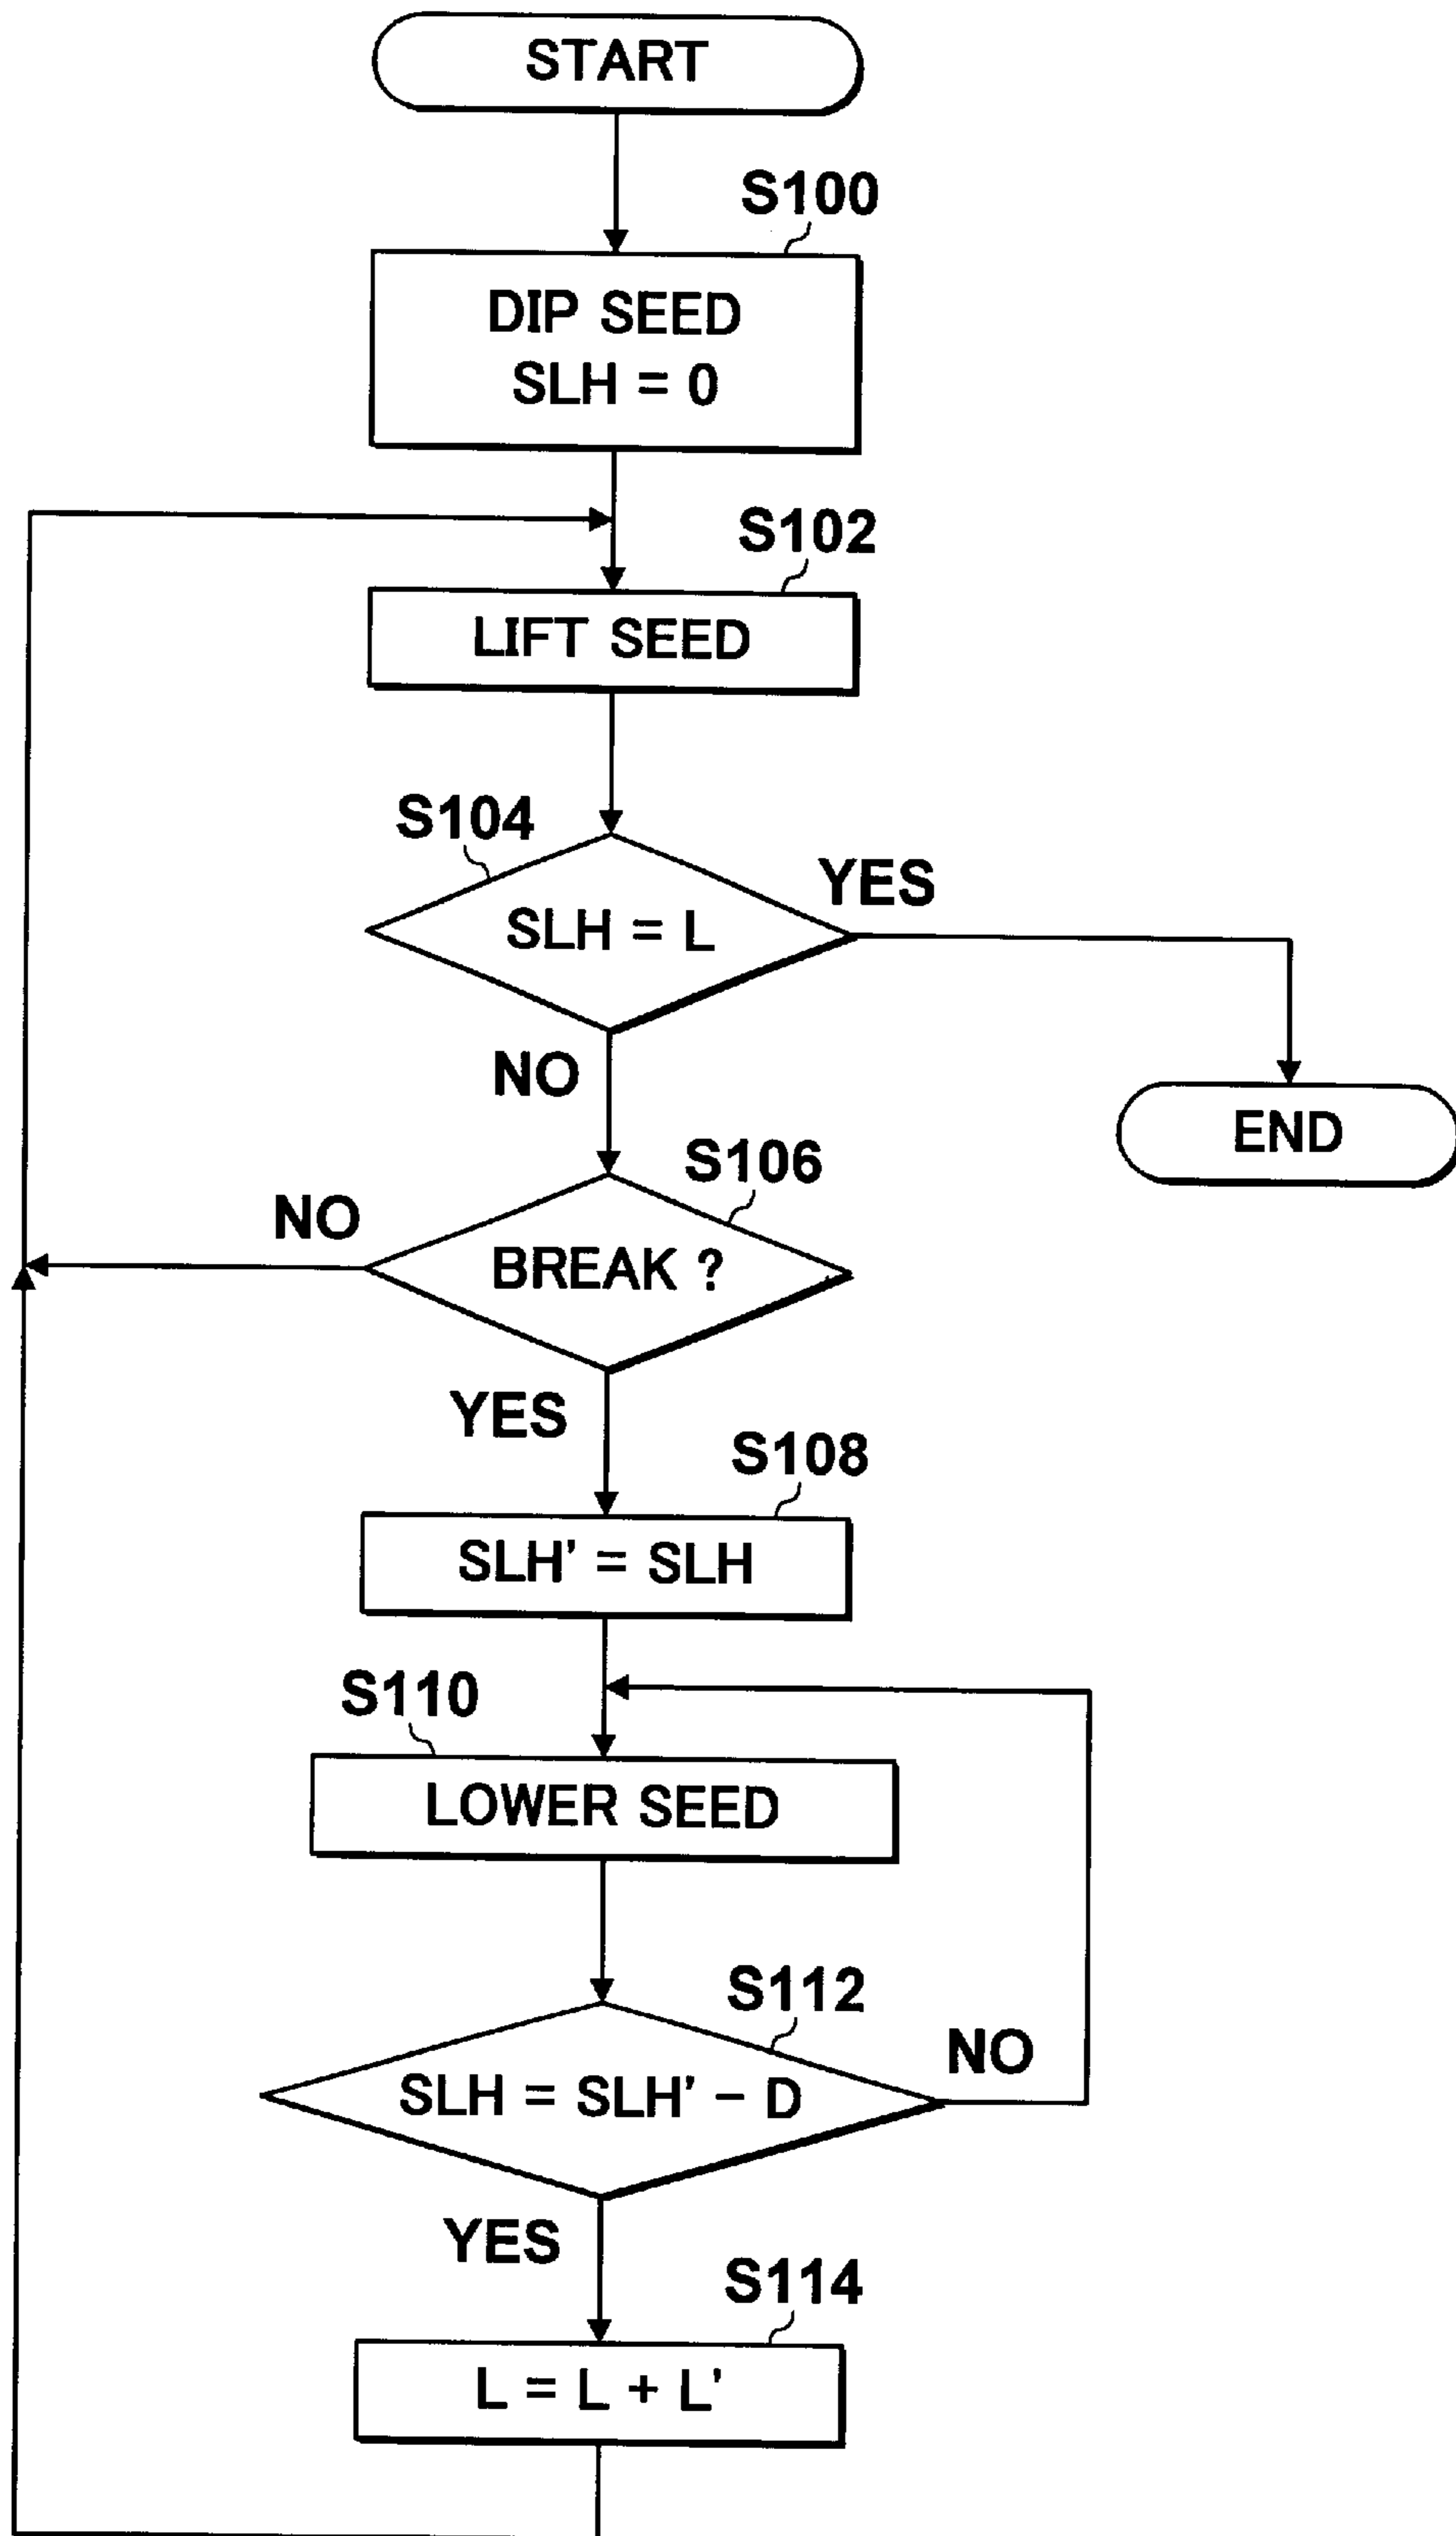 START
S100
DIP SEED
SLH = 0
S102
LIFT SEED
S104
YES
SLH = L
NO
END
S106
NO
BREAK ?
YES
S108
SLH' = SLH
S110
LOWER SEED
S112
NO
SLH = SLH' − D
YES
S114
L = L + L'